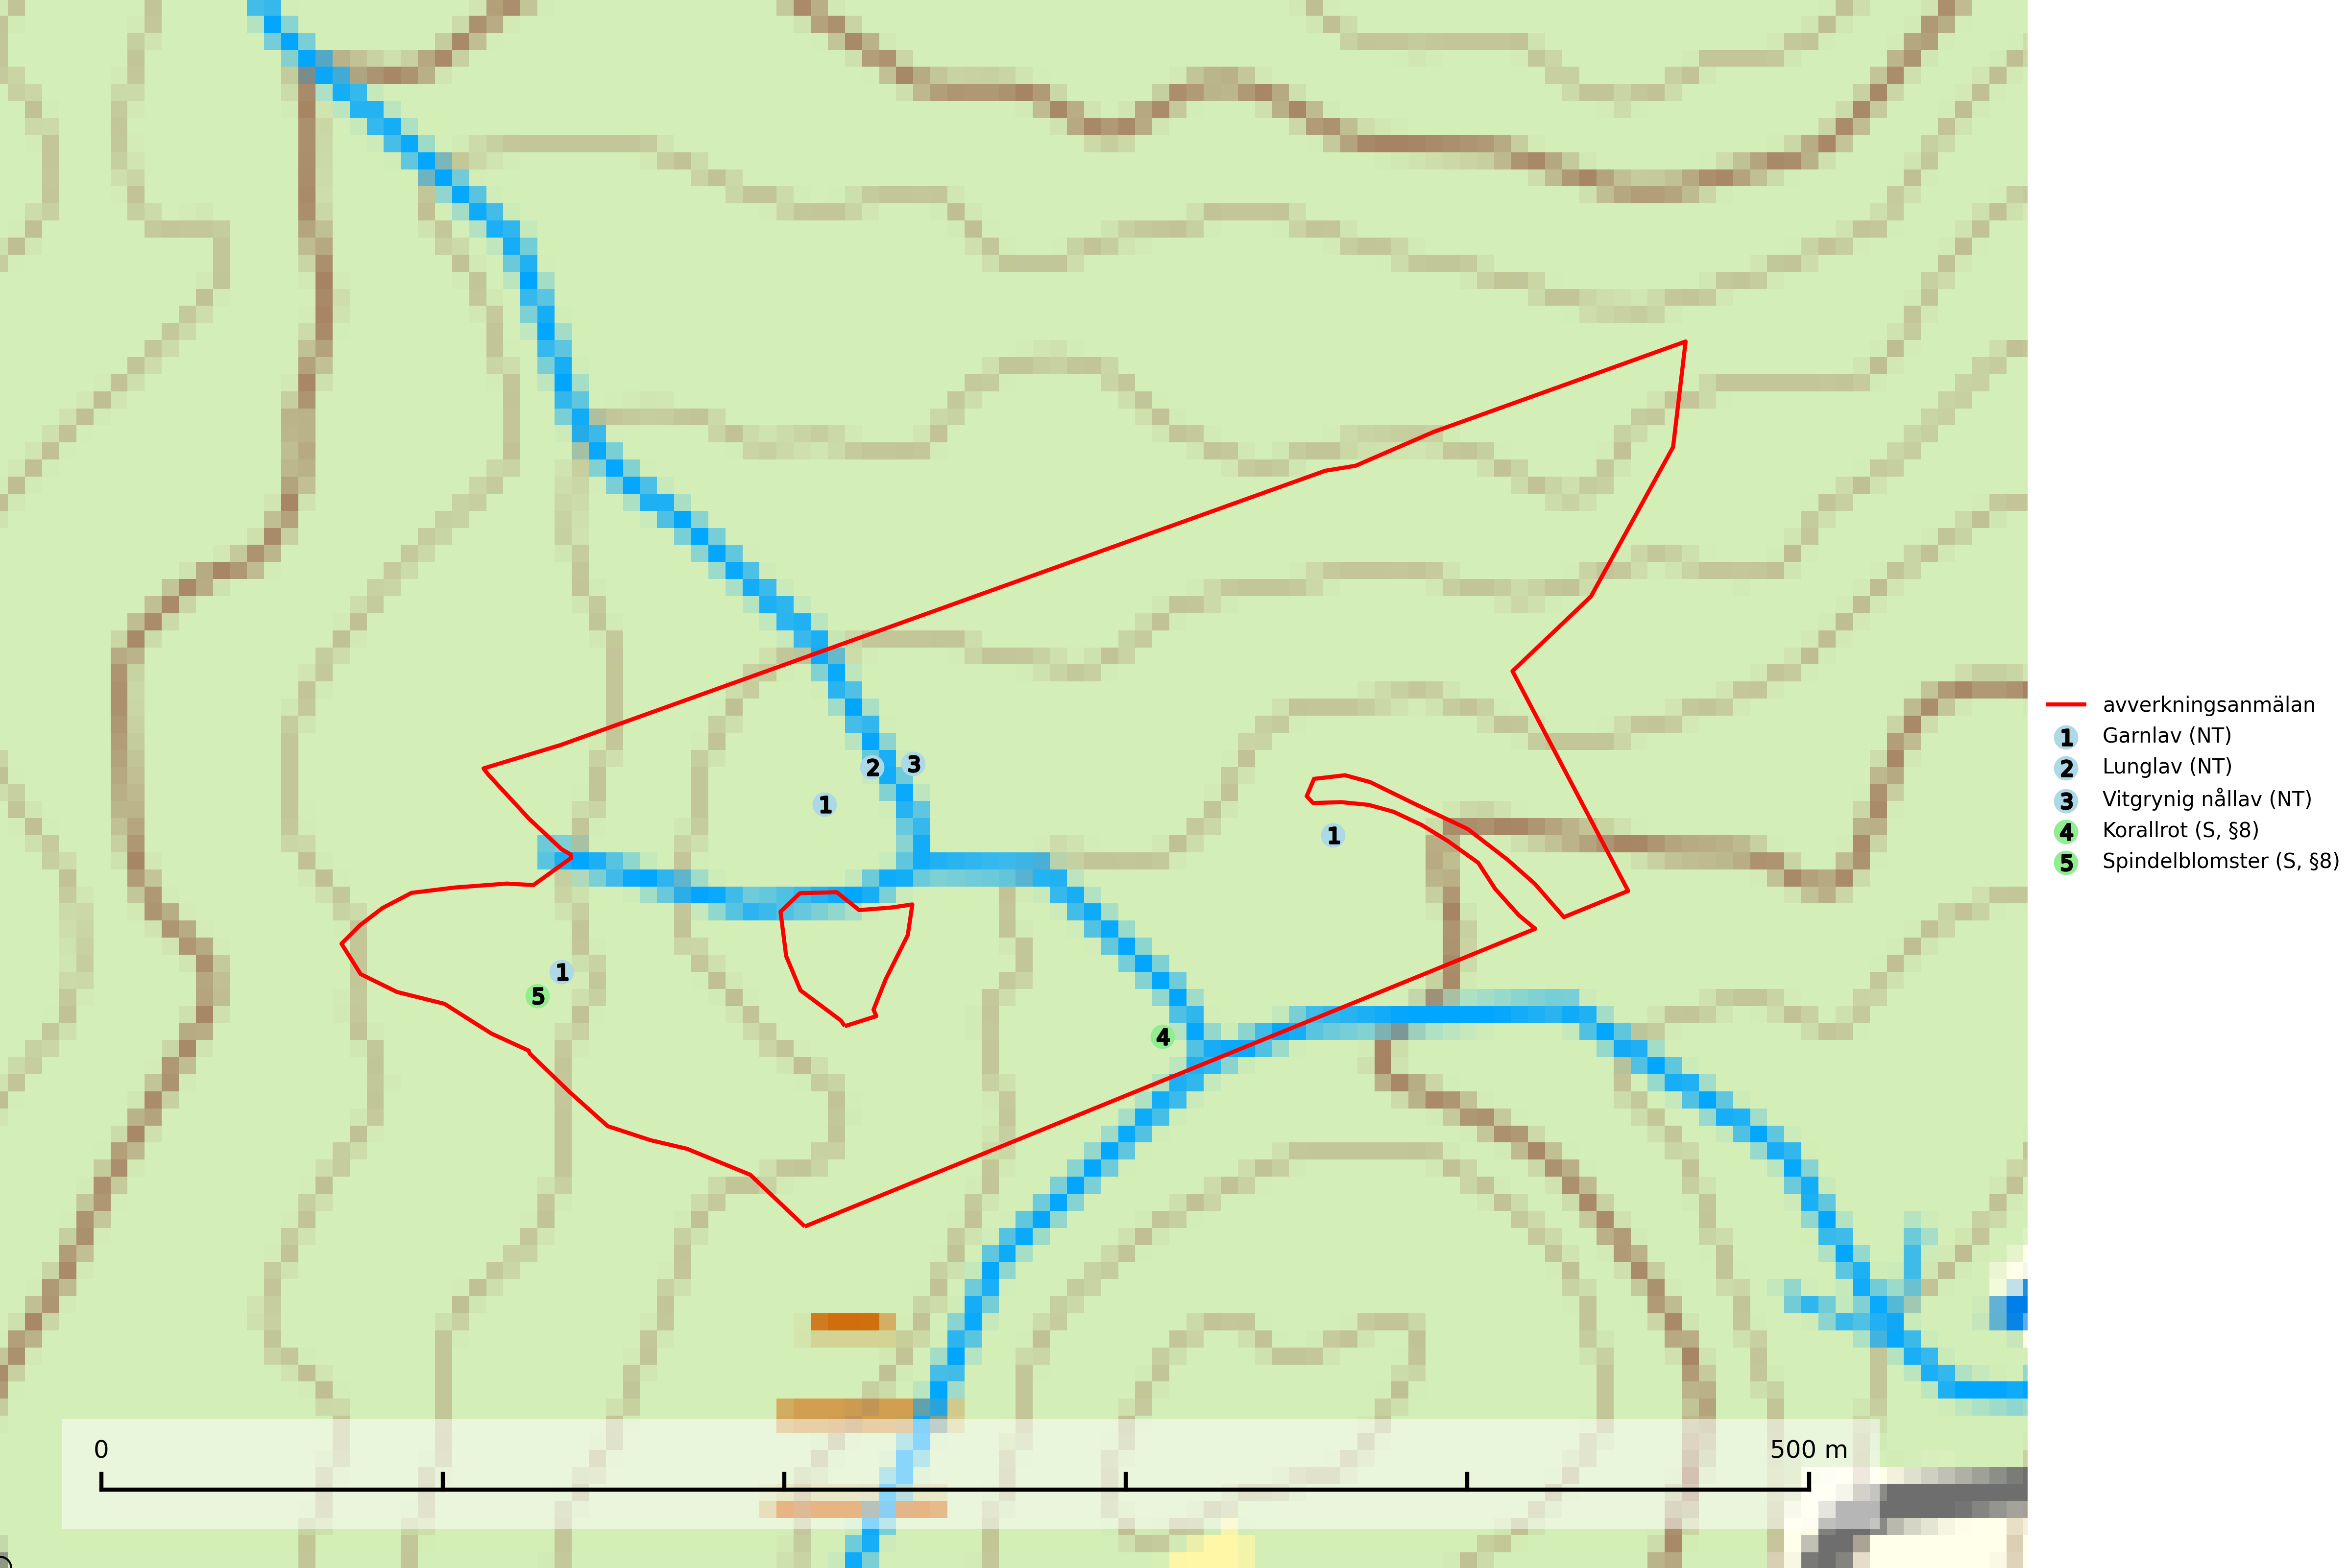 2
3
1
1
1
5
4
avverkningsanmälan
1 Garnlav (NT)
2 Lunglav (NT)
3 Vitgrynig nållav (NT)
4 Korallrot (S, §8)
5 Spindelblomster (S, §8)
0 500 m